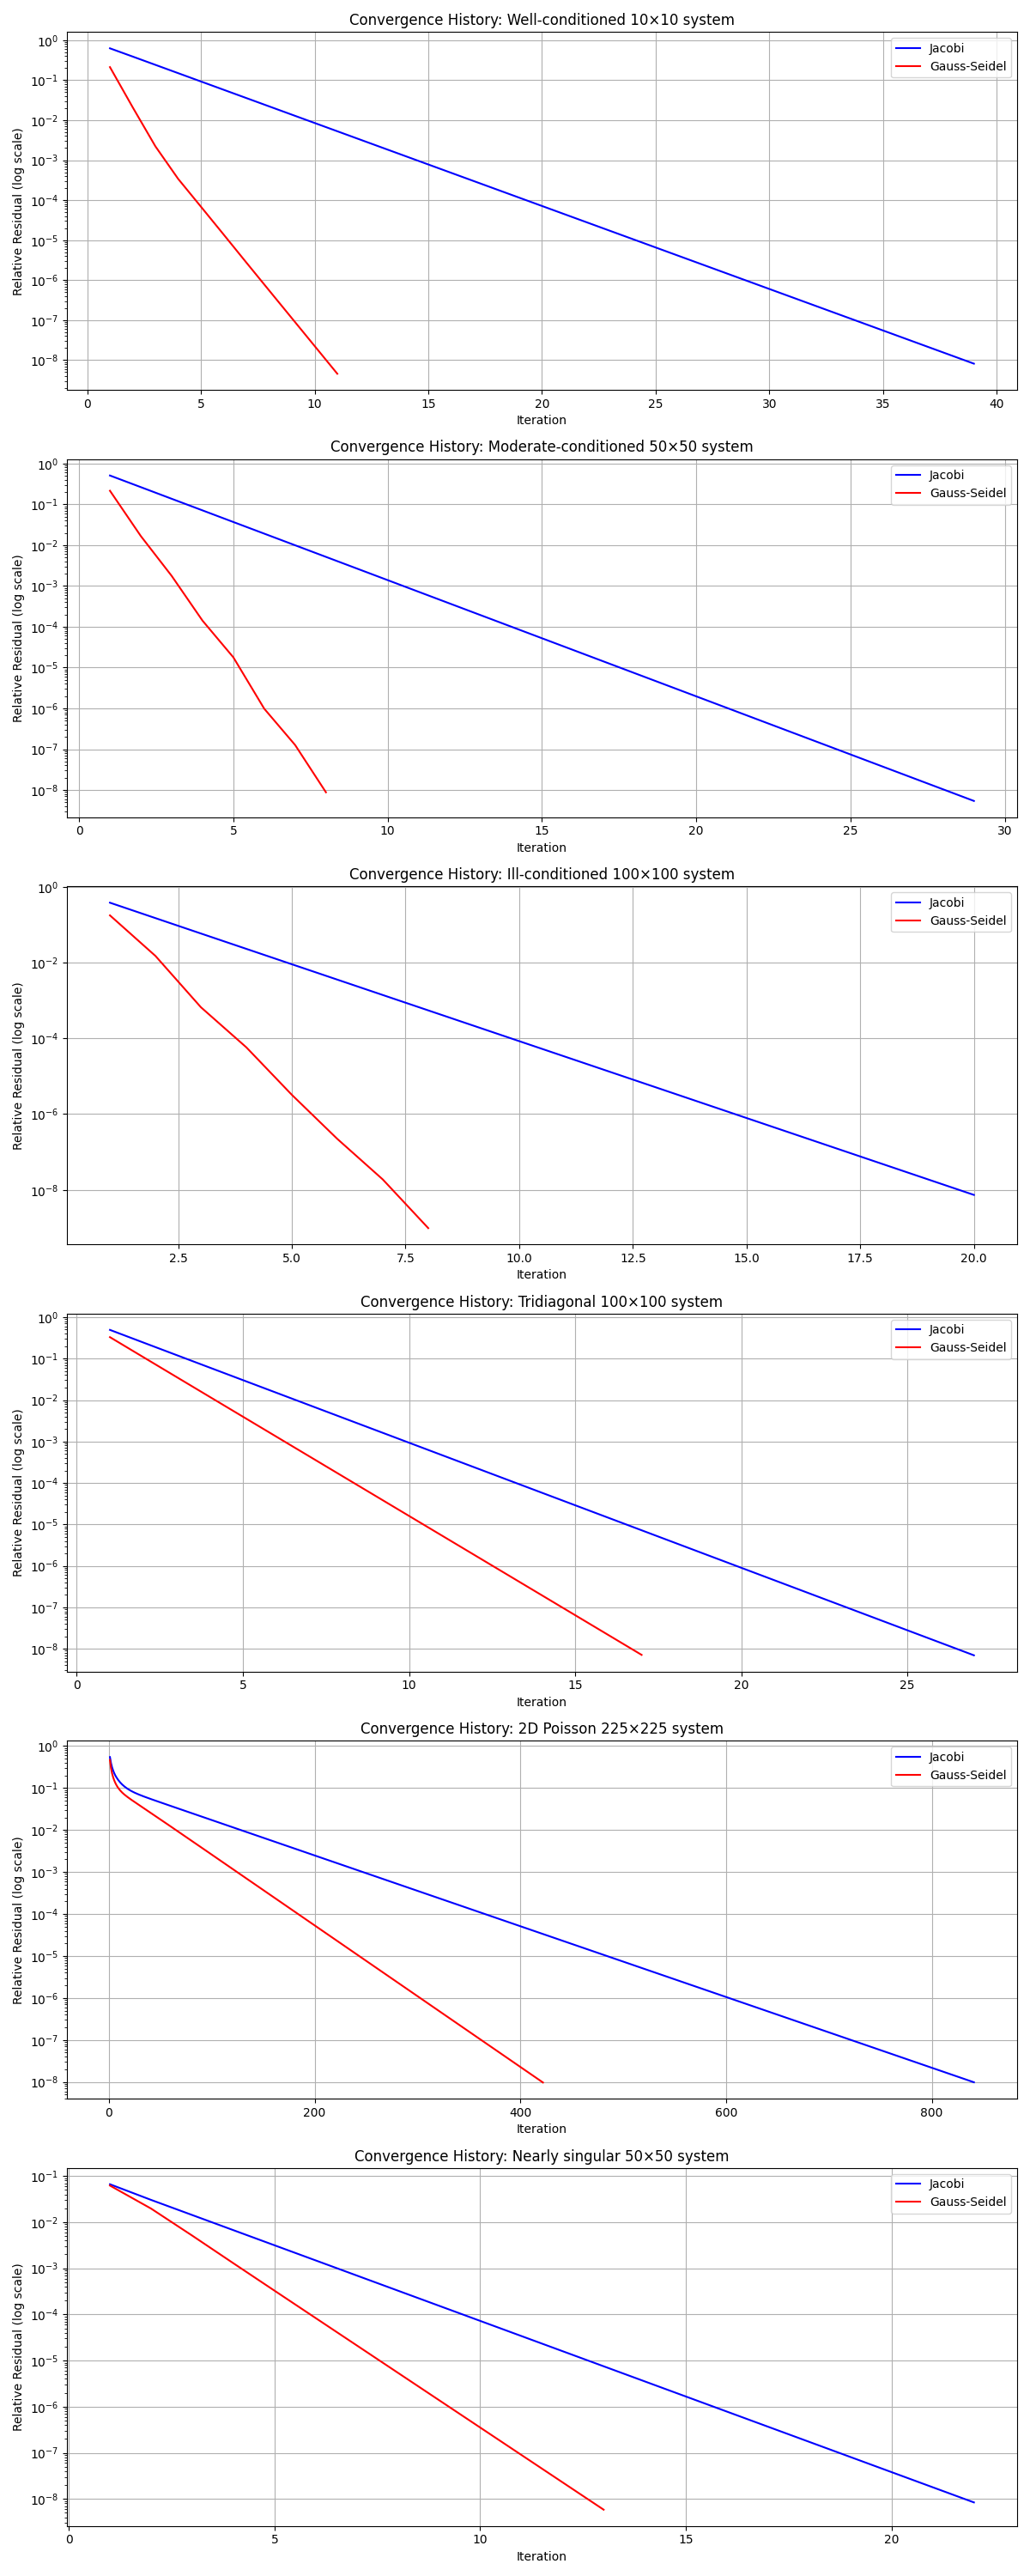 Convergence History: Well-conditioned 10×10 system
Relative Residual (log scale)
10⁰
10⁻¹
10⁻²
10⁻³
10⁻⁴
10⁻⁵
10⁻⁶
10⁻⁷
10⁻⁸
Jacobi
Gauss-Seidel
0 5 10 15 20 25 30 35 40
Iteration
Convergence History: Moderate-conditioned 50×50 system
Relative Residual (log scale)
10⁰
10⁻¹
10⁻²
10⁻³
10⁻⁴
10⁻⁵
10⁻⁶
10⁻⁷
10⁻⁸
Jacobi
Gauss-Seidel
0 5 10 15 20 25 30
Iteration
Convergence History: Ill-conditioned 100×100 system
Relative Residual (log scale)
10⁰
10⁻²
10⁻⁴
10⁻⁶
10⁻⁸
Jacobi
Gauss-Seidel
2.5 5.0 7.5 10.0 12.5 15.0 17.5 20.0
Iteration
Convergence History: Tridiagonal 100×100 system
Relative Residual (log scale)
10⁰
10⁻¹
10⁻²
10⁻³
10⁻⁴
10⁻⁵
10⁻⁶
10⁻⁷
10⁻⁸
Jacobi
Gauss-Seidel
0 5 10 15 20 25
Iteration
Convergence History: 2D Poisson 225×225 system
Relative Residual (log scale)
10⁰
10⁻¹
10⁻²
10⁻³
10⁻⁴
10⁻⁵
10⁻⁶
10⁻⁷
10⁻⁸
Jacobi
Gauss-Seidel
0 200 400 600 800
Iteration
Convergence History: Nearly singular 50×50 system
Relative Residual (log scale)
10⁻¹
10⁻²
10⁻³
10⁻⁴
10⁻⁵
10⁻⁶
10⁻⁷
10⁻⁸
Jacobi
Gauss-Seidel
0 5 10 15 20
Iteration